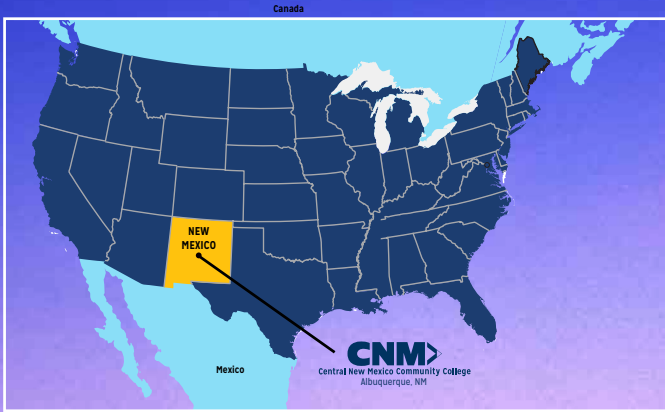 Canada
NEW
MEXICO
Mexico
CNM
Central New Mexico Community College
Albuquerque, NM